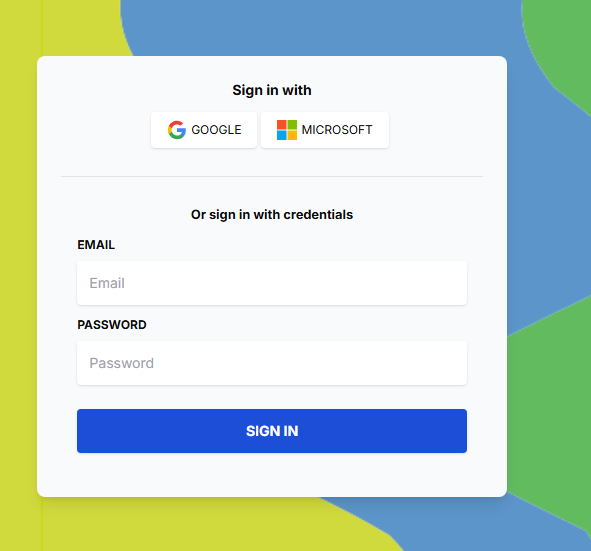 Sign in with
GOOGLE MICROSOFT
Or sign in with credentials
EMAIL
Email
PASSWORD
Password
SIGN IN